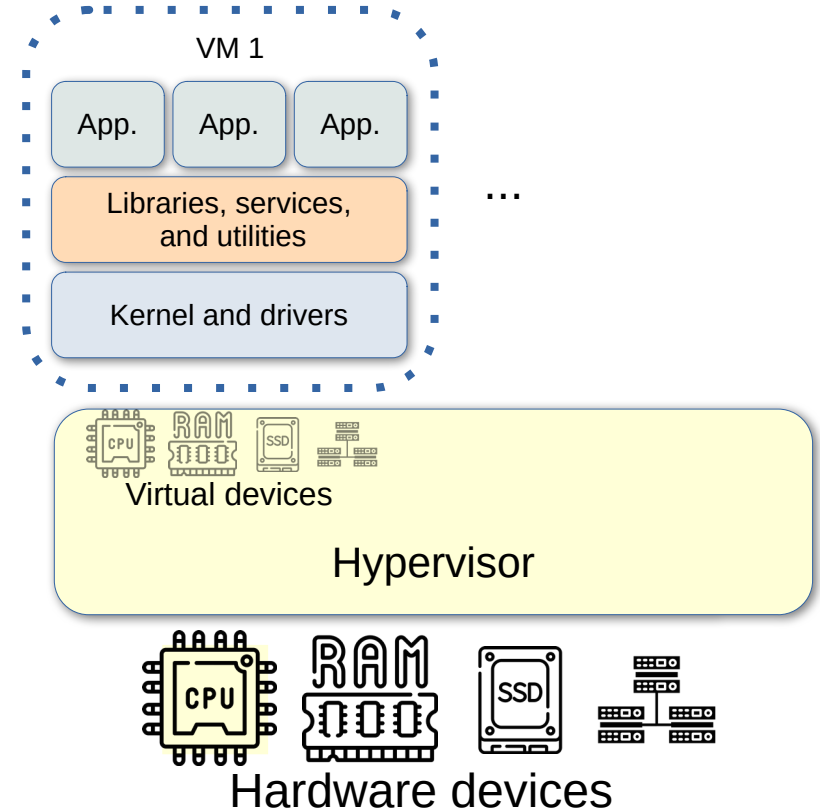 VM 1
App. App. App.
Libraries, services,
and utilities
...
Kernel and drivers
CPU RAM SSD
Virtual devices
Hypervisor
CPU RAM SSD
Hardware devices